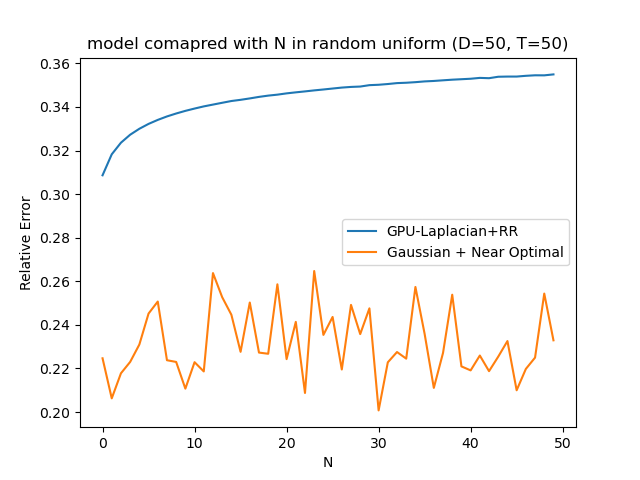 model comapred with N in random uniform (D=50, T=50)
0.36
0.34
0.32
0.30
0.28
0.26
0.24
0.22
0.20
Relative Error
GPU-Laplacian+RR
Gaussian + Near Optimal
0 10 20 30 40 50
N